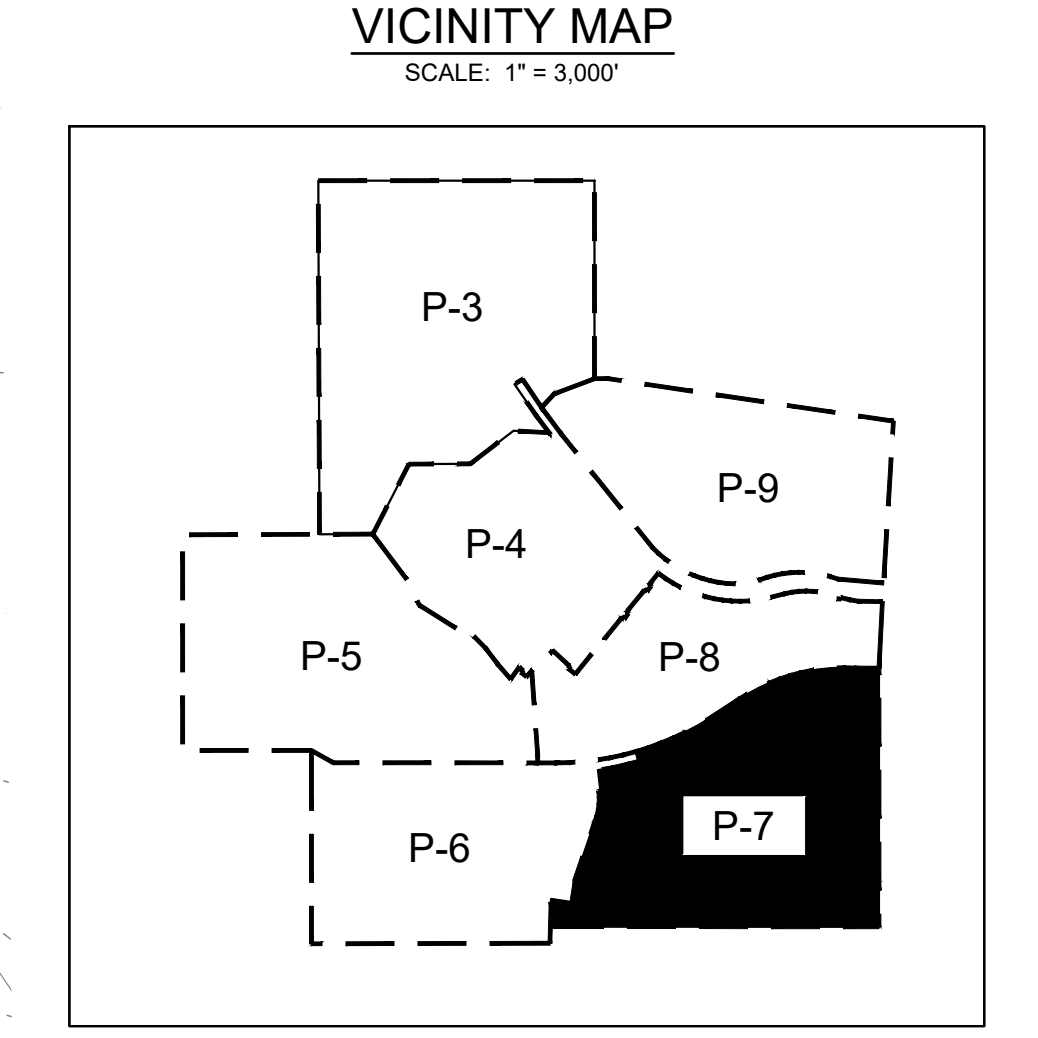 VICINITY MAP
SCALE: 1" = 3,000'
P-3
P-9
P-4
P-5
P-8
P-7
P-6